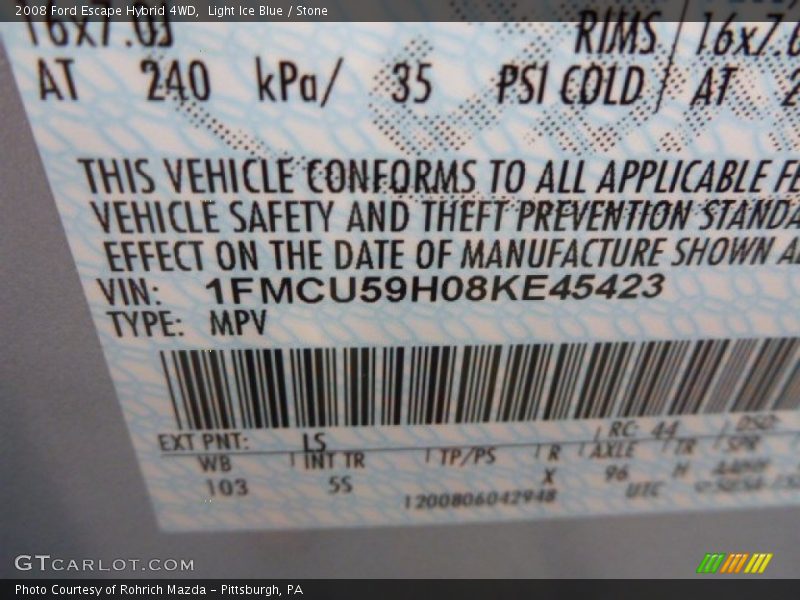 2008 Ford Escape Hybrid 4WD,  Light Ice Blue / Stone
RIMS 16x7.
AT 240 kPa/ 35 PSI COLD AT
THIS VEHICLE CONFORMS TO ALL APPLICABLE
VEHICLE SAFETY AND THEFT PREVENTION
EFFECT ON THE DATE OF MANUFACTURE SHOWN
VIN: 1FMCU59H08KE45423
TYPE: MPV
EXT PNT: LS RC: 44 DSO:
WB INT TR TP/PS R AXLE TR SPR
103 5S X 96 H
1200806042948 UTC
GTCARLOT.COM
Photo Courtesy of Rohrich Mazda - Pittsburgh, PA